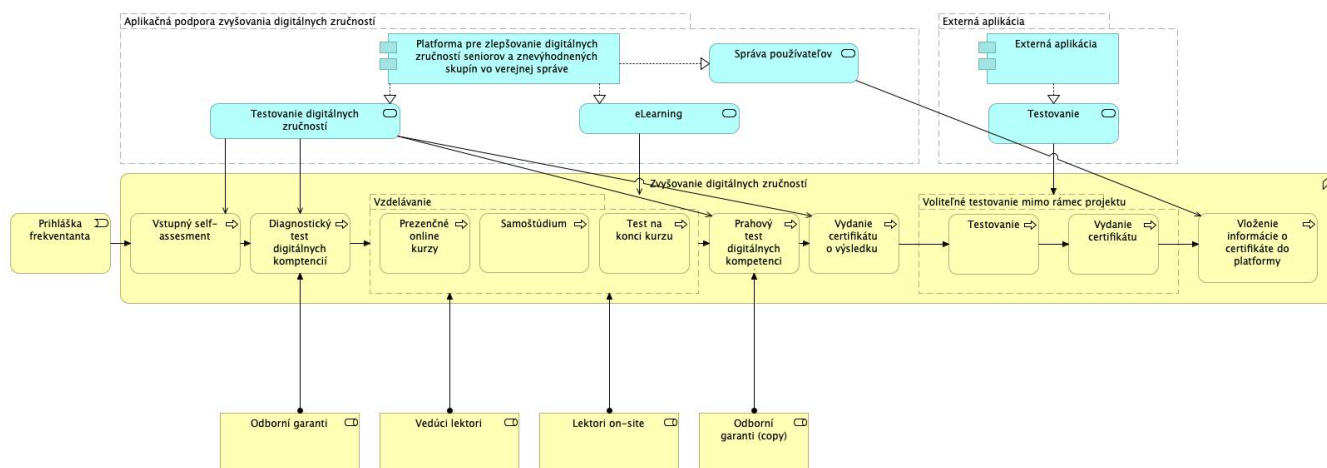 Aplikačná podpora zvyšovania digitálnych zručností
Externá aplikácia
Platforma pre zlepšovanie digitálnych
zručností seniorov a znevýhodnených
skupín vo verejnej správe
Správa používateľov
Externá aplikácia
Testovanie digitálnych
zručností
eLearning
Testovanie
Zvyšovanie digitálnych zručností
Prihláška
frekventanta
Vstupný self-
assesment
Diagnostický
test
digitálnych
komptencií
Vzdelávanie
Prezenčné
online
kurzy
Samoštúdium
Test na
konci kurzu
Prahový
test
digitálnych
kompetenci
Vydanie
certifikátu
o výsledku
Voliteľné testovanie mimo rámec projektu
Testovanie
Vydanie
certifikátu
Vloženie
informácie o
certifikáte do
platformy
Odborní garanti
Vedúci lektori
Lektori on-site
Odborní
garanti (copy)